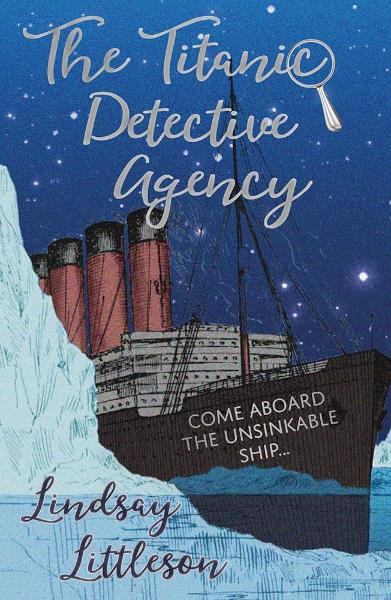 The Titanic
Detective
Agency
COME ABOARD
THE UNSINKABLE
SHIP...
Lindsay
Littleson